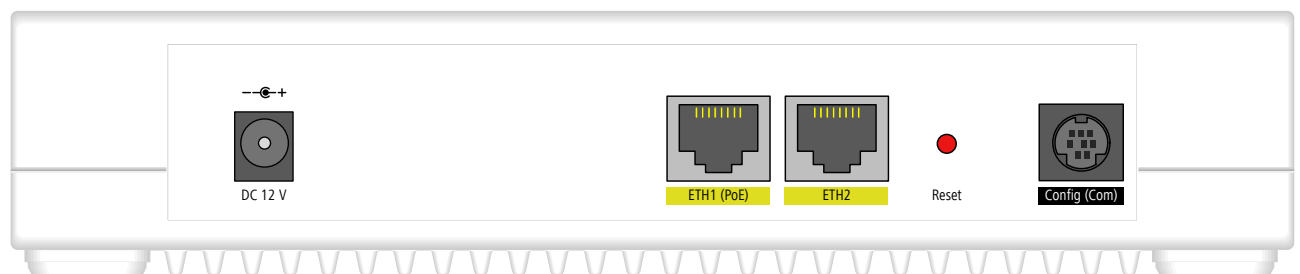 DC 12 V
ETH1 (PoE)
ETH2
Reset
Config (Com)